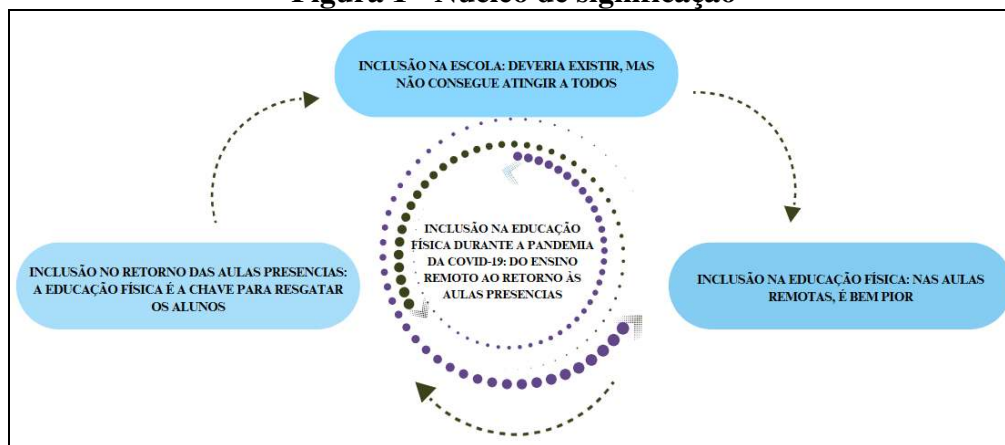 Figura 1 - Núcleo de significação
INCLUSÃO NA ESCOLA: DEVERIA EXISTIR, MAS
NÃO CONSEGUE ATINGIR A TODOS
INCLUSÃO NA EDUCAÇÃO
FÍSICA DURANTE A PANDEMIA
DA COVID-19: DO ENSINO
REMOTO AO RETORNO ÀS
AULAS PRESENCIAS
INCLUSÃO NO RETORNO DAS AULAS PRESENCIAS:
A EDUCAÇÃO FÍSICA É A CHAVE PARA RESGATAR
OS ALUNOS
INCLUSÃO NA EDUCAÇÃO FÍSICA: NAS AULAS
REMOTAS, É BEM PIOR